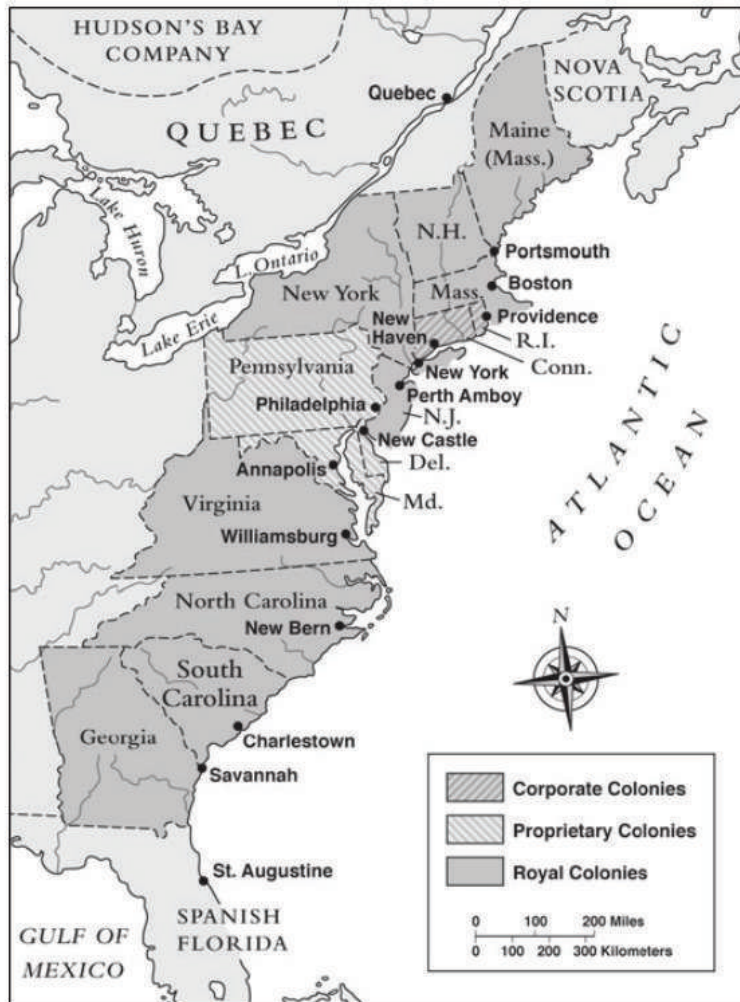 HUDSON'S BAY
COMPANY
NOVA
SCOTIA
Quebec
QUEBEC
Maine
(Mass.)
Lake Huron
L. Ontario
Lake Erie
N.H.
Portsmouth
Boston
New York
Mass.
Providence
New
Haven
R.I.
Conn.
New York
Pennsylvania
Perth Amboy
Philadelphia
N.J.
New Castle
Annapolis
Del.
Md.
Virginia
Williamsburg
ATLANTIC
OCEAN
North Carolina
New Bern
N
South
Carolina
Georgia
Charlestown
Savannah
St. Augustine
SPANISH
FLORIDA
GULF OF
MEXICO
Corporate Colonies
Proprietary Colonies
Royal Colonies
0 100 200 Miles
0 100 200 300 Kilometers